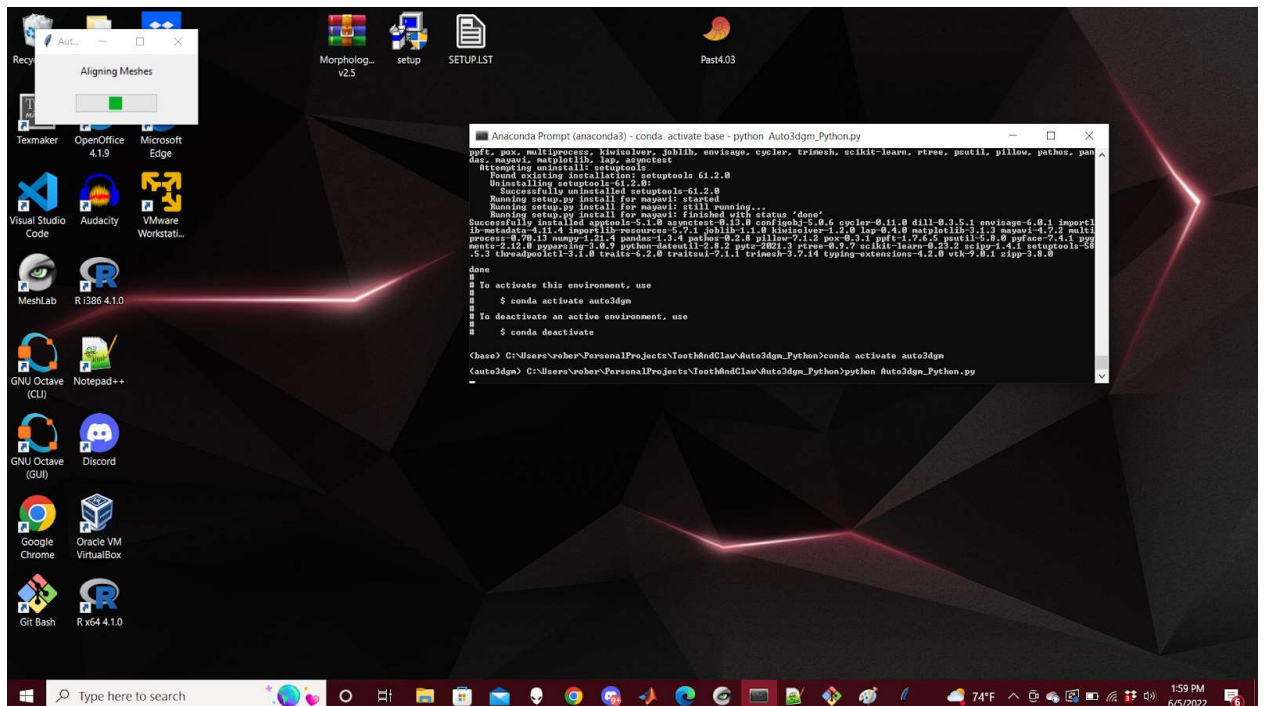 Aut...
Aligning Meshes
Recy
Morpholog...
v2.5
setup
SETUP.LST
Past4.03
Texmaker
OpenOffice
4.1.9
Microsoft
Edge
Visual Studio
Code
Audacity
VMware
Workstati...
MeshLab
R i386 4.1.0
GNU Octave
(CLI)
Notepad++
GNU Octave
(GUI)
Discord
Google
Chrome
Oracle VM
VirtualBox
Git Bash
R x64 4.1.0
Anaconda Prompt (anaconda3) - conda activate base - python Auto3dgm_Python.py
ppft, pox, multiprocess, kiwisolver, joblib, envisage, cycler, trimesh, scikit-learn, rtree, psutil, pillow, pathos, pan
das, mayavi, matplotlib, lap, asynctest
Attempting uninstall: setuptools
Found existing installation: setuptools 61.2.0
Uninstalling setuptools-61.2.0:
Successfully uninstalled setuptools-61.2.0
Running setup.py install for mayavi: started
Running setup.py install for mayavi: still running...
Running setup.py install for mayavi: finished with status 'done'
Successfully installed apptools-5.1.0 asynctest-0.13.0 configobj-5.0.6 cycler-0.11.0 dill-0.3.5.1 envisage-6.0.1 importl
ib-metadata-4.11.4 importlib-resources-5.7.1 joblib-1.1.0 kiwisolver-1.2.0 lap-0.4.0 matplotlib-3.1.3 mayavi-4.7.2 multi
process-0.70.13 numpy-1.21.4 pandas-1.3.4 pathos-0.2.8 pillow-7.1.2 pox-0.3.1 ppft-1.7.6.5 psutil-5.8.0 pyface-7.4.1 pyg
ments-2.12.0 pyparsing-3.0.9 python-dateutil-2.8.2 pytz-2021.3 rtree-0.9.7 scikit-learn-0.23.2 scipy-1.4.1 setuptools-58
.5.3 threadpoolctl-3.1.0 traits-6.2.0 traitsui-7.1.1 trimesh-3.7.14 typing-extensions-4.2.0 vtk-9.0.1 zipp-3.8.0
done
#
# To activate this environment, use
#
# $ conda activate auto3dgm
#
# To deactivate an active environment, use
#
# $ conda deactivate
(base) C:\Users\rober\PersonalProjects\ToothAndClaw\Auto3dgm_Python>conda activate auto3dgm
(auto3dgm) C:\Users\rober\PersonalProjects\ToothAndClaw\Auto3dgm_Python>python Auto3dgm_Python.py
Type here to search
74°F
1:59 PM
6/5/2022
6